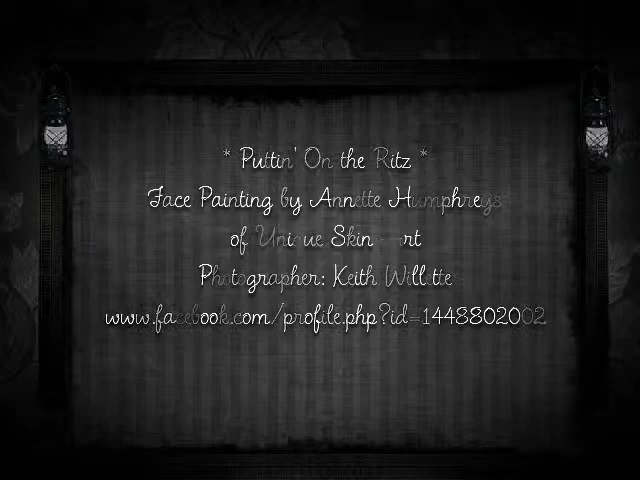 * Puttin' On the Ritz *
Face Painting by Annette Humphreys
of Unique Skin Art
Photographer: Keith Willette
www.facebook.com/profile.php?id=1448802002